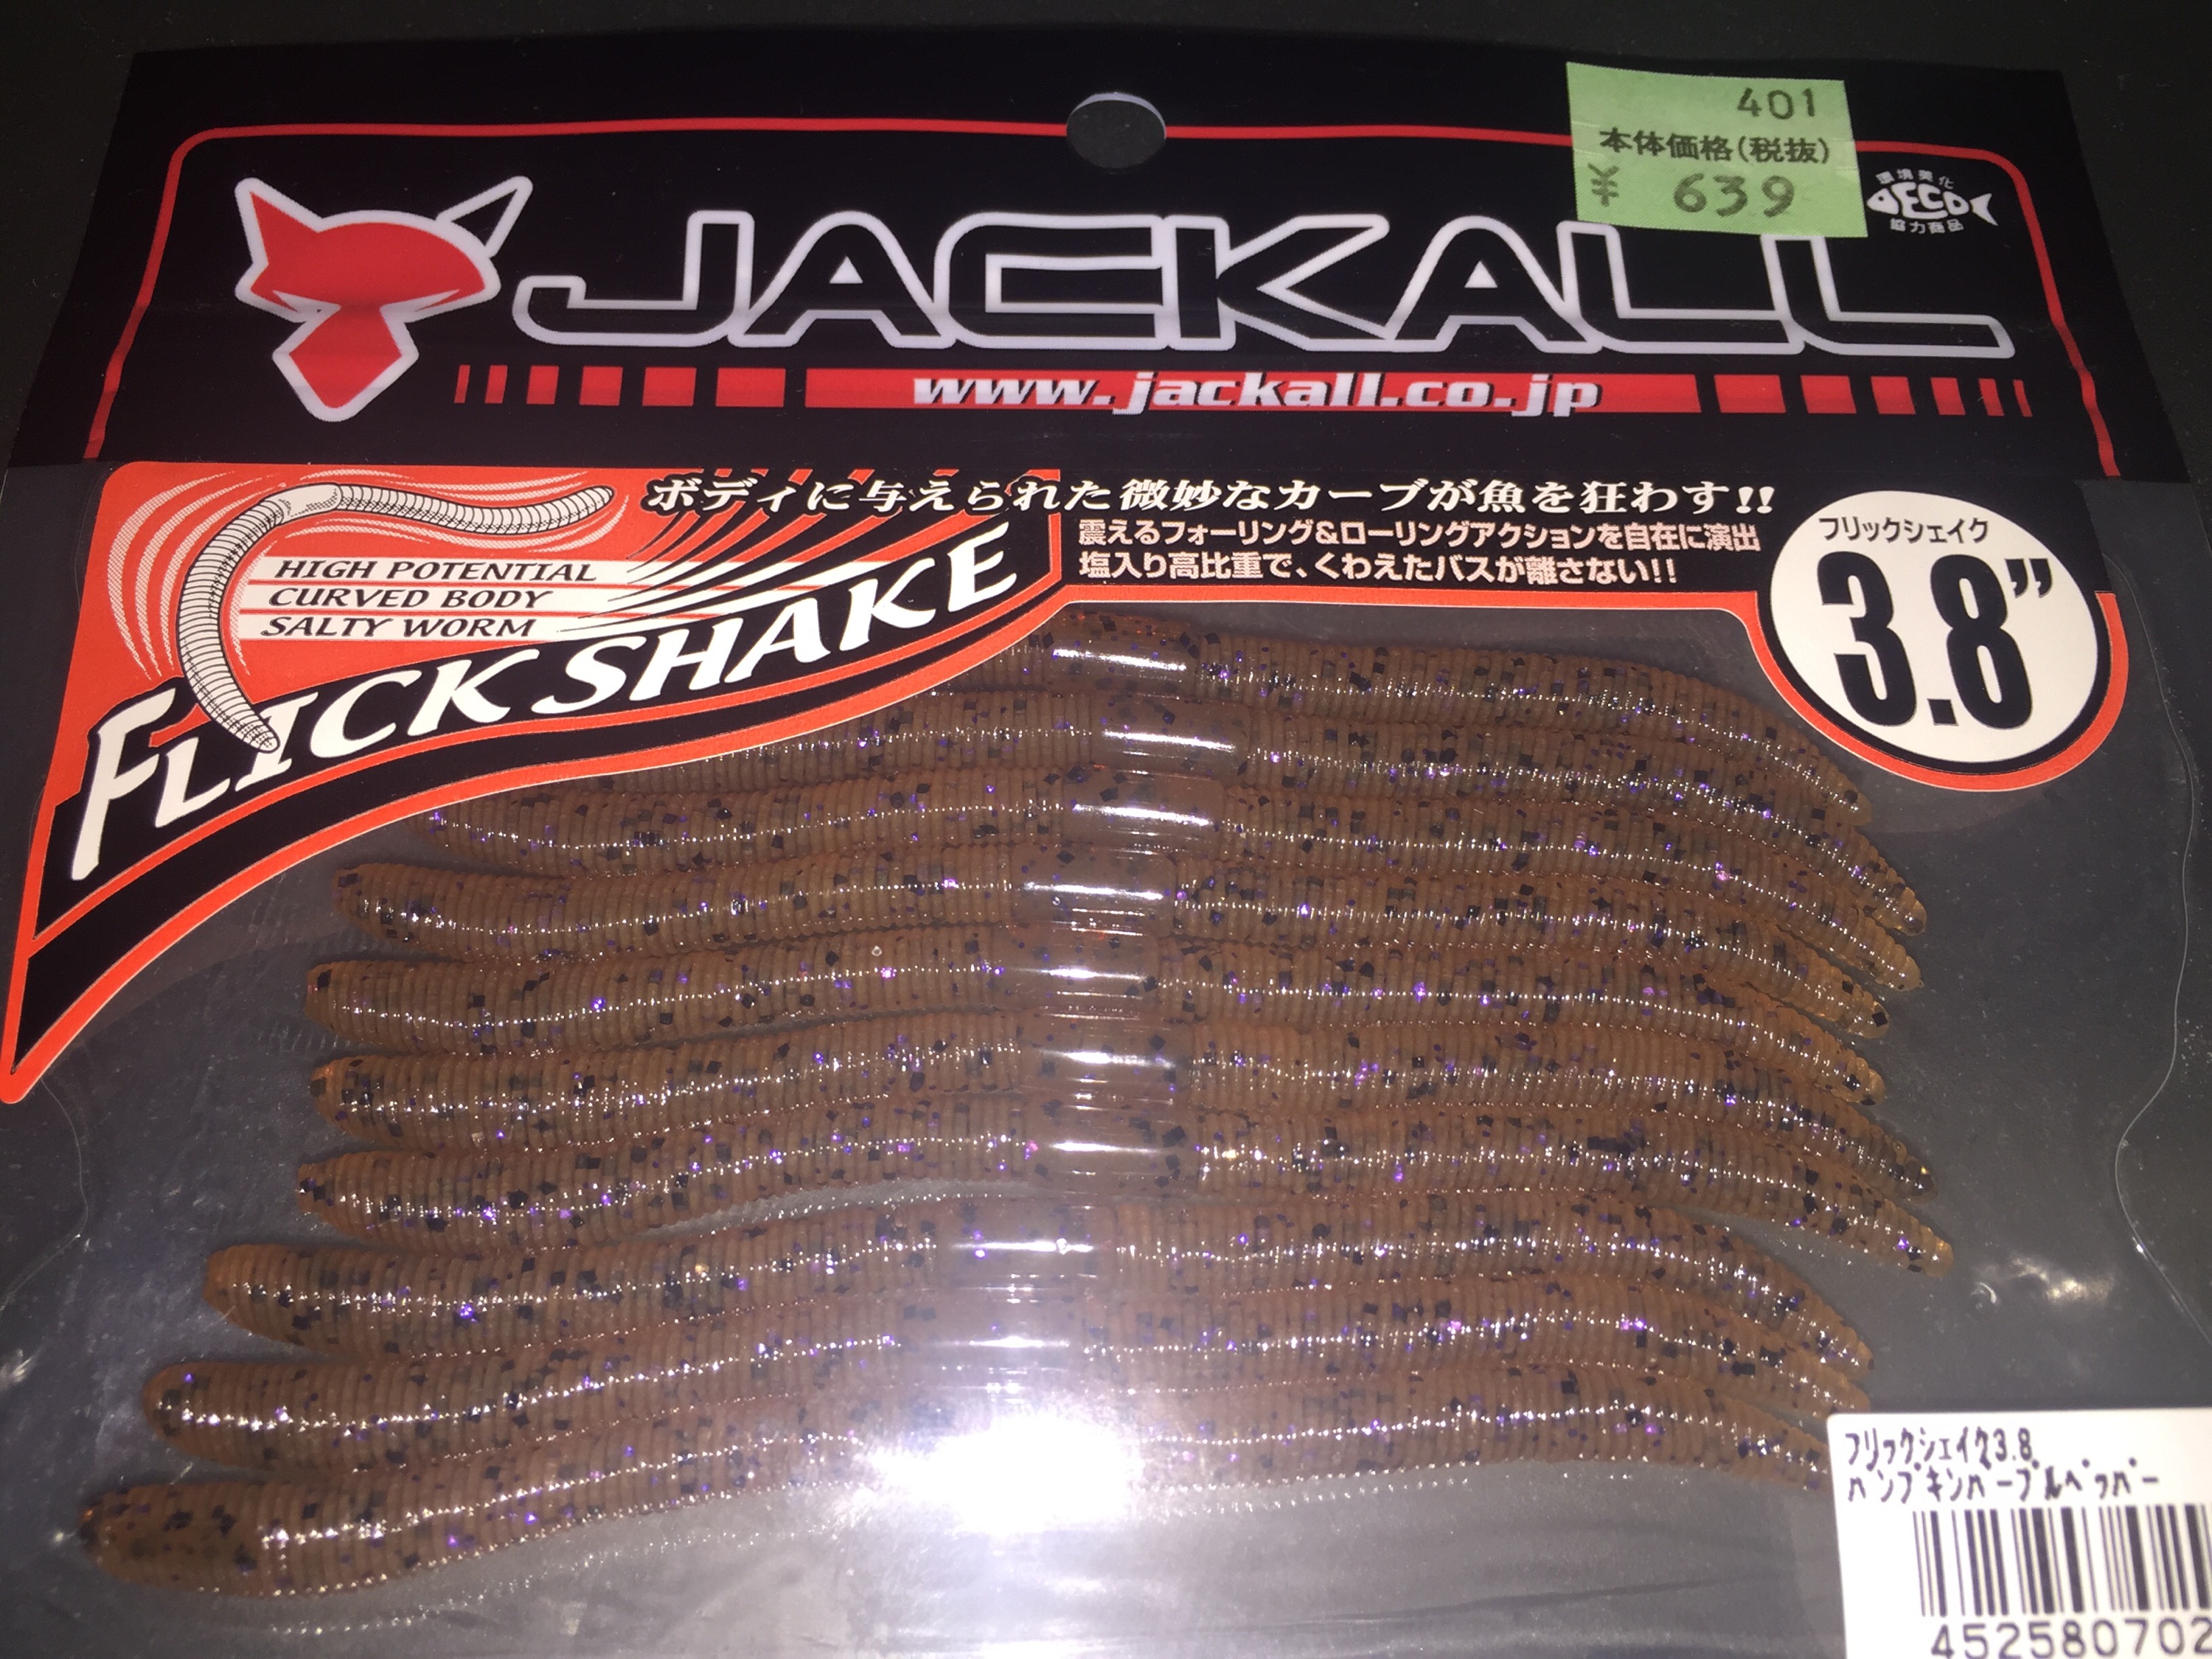 401
本体価格(税抜)
¥ 639
環境美化
ECO
協力商品
JACKALL
www.jackall.co.jp
ボディに与えられた微妙なカーブが魚を狂わす!!
震えるフォーリング&ローリングアクションを自在に演出
塩入り高比重で、くわえたバスが離さない!!
フリックシェイク
3.8”
HIGH POTENTIAL
CURVED BODY
SALTY WORM
FLICK SHAKE
フリックシェイク3.8
パンプキンパープルペッパー
452580702